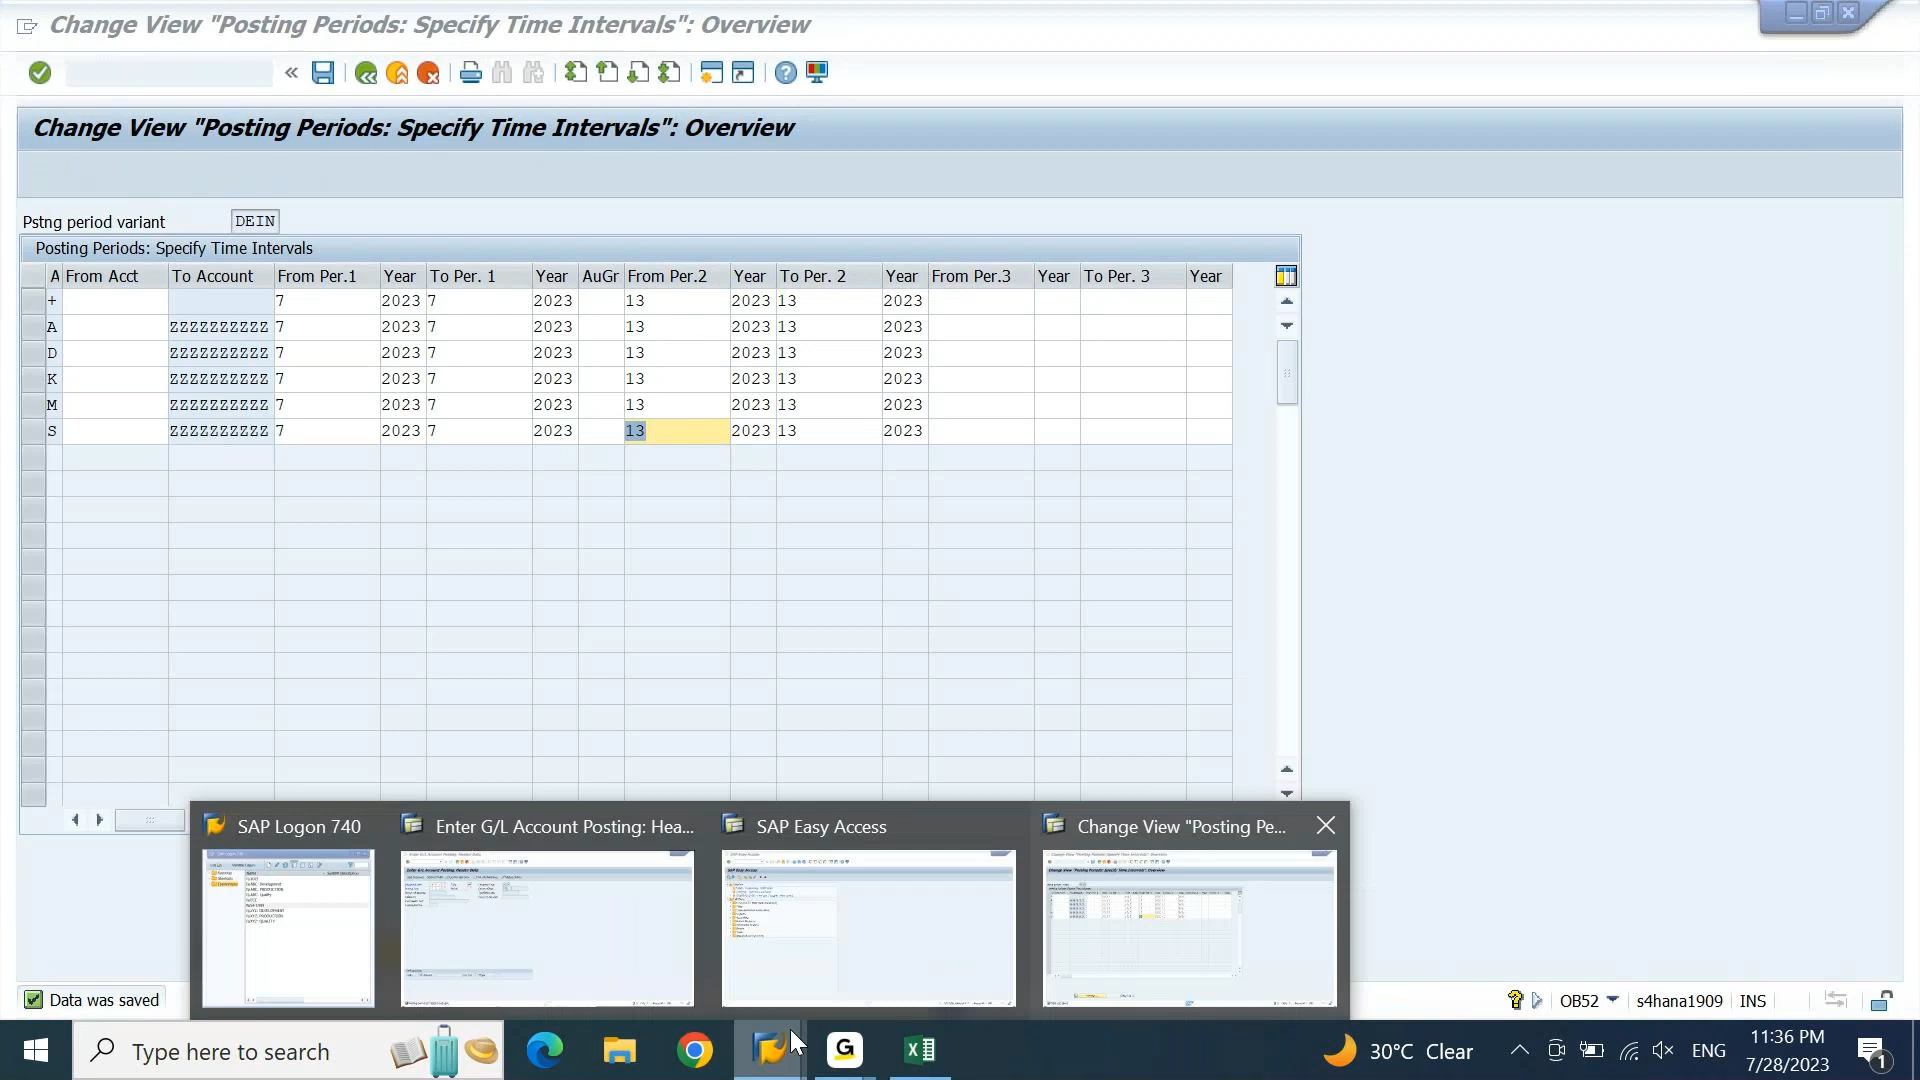 Change View "Posting Periods: Specify Time Intervals": Overview
Change View "Posting Periods: Specify Time Intervals": Overview
Pstng period variant DEIN
Posting Periods: Specify Time Intervals
A From Acct To Account From Per.1 Year To Per. 1 Year AuGr From Per.2 Year To Per. 2 Year From Per.3 Year To Per. 3 Year
+ 7 2023 7 2023 13 2023 13 2023
A ZZZZZZZZZZ 7 2023 7 2023 13 2023 13 2023
D ZZZZZZZZZZ 7 2023 7 2023 13 2023 13 2023
K ZZZZZZZZZZ 7 2023 7 2023 13 2023 13 2023
M ZZZZZZZZZZ 7 2023 7 2023 13 2023 13 2023
S ZZZZZZZZZZ 7 2023 7 2023 13 2023 13 2023
SAP Logon 740 Enter G/L Account Posting: Hea... SAP Easy Access Change View "Posting Pe...
Data was saved OB52 s4hana1909 INS
Type here to search 30°C Clear ENG 11:36 PM
7/28/2023 1